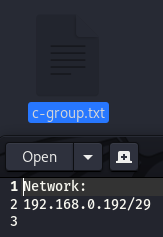 c-group.txt
Open
1 Network:
2 192.168.0.192/29
3